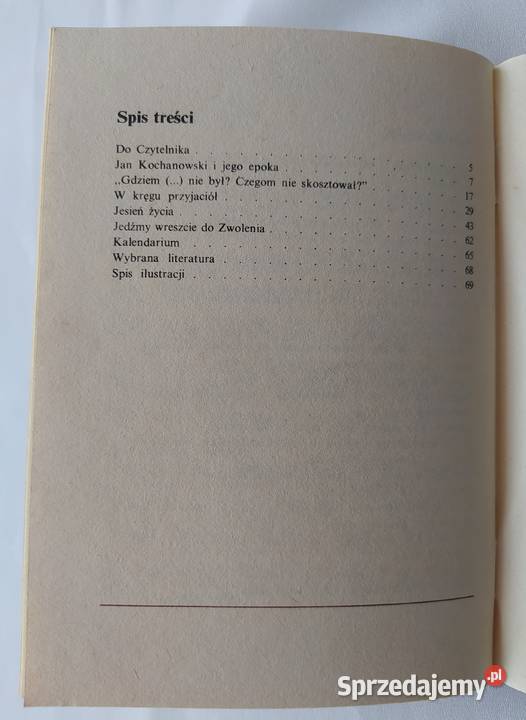 Spis treści
Do Czytelnika . . . . . . . . . . . . 5
Jan Kochanowski i jego epoka . . . . . . . . 7
„Gdziem (...) nie był? Czegom nie skosztował?" . . . . 17
W kręgu przyjaciół . . . . . . . . . . 29
Jesień życia . . . . . . . . . . . . 43
Jedźmy wreszcie do Zwolenia . . . . . . . . 62
Kalendarium . . . . . . . . . . . . 65
Wybrana literatura . . . . . . . . . . 68
Spis ilustracji . . . . . . . . . . . 69
Sprzedajemy.pl